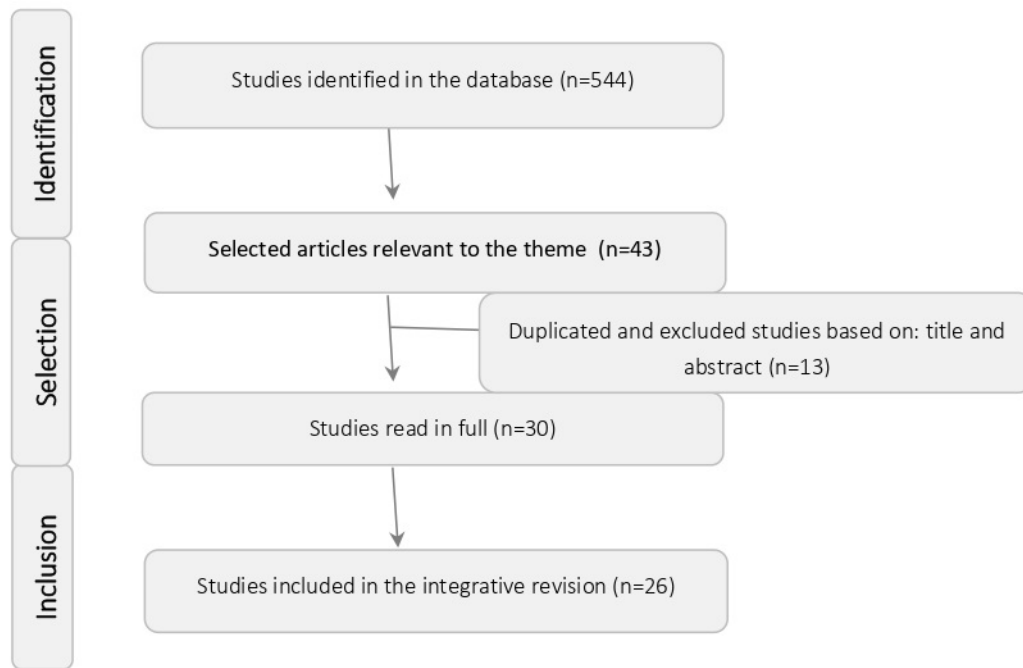 Identification
Studies identified in the database (n=544)
Selected articles relevant to the theme (n=43)
Selection
Duplicated and excluded studies based on: title and
abstract (n=13)
Studies read in full (n=30)
Inclusion
Studies included in the integrative revision (n=26)